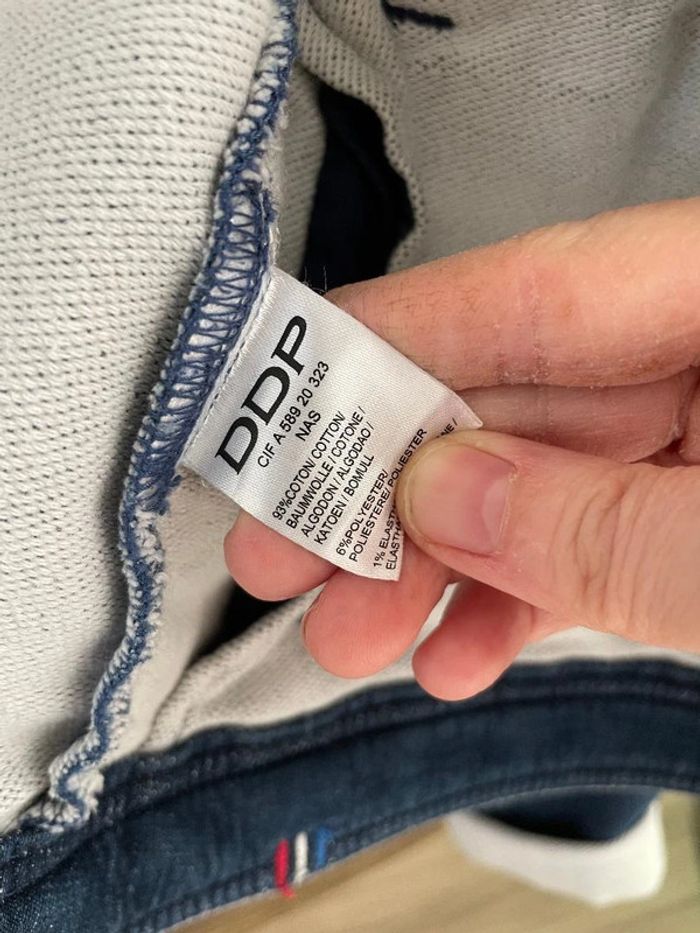 DDP
CIF A 589 20 323
NAS
93%COTON/ COTTON/
BAUMWOLLE / COTONE /
ALGODON / ALGODAO /
KATOEN / BOMULL
6%POLYESTER/
POLIESTERE/ POLIESTER
1%